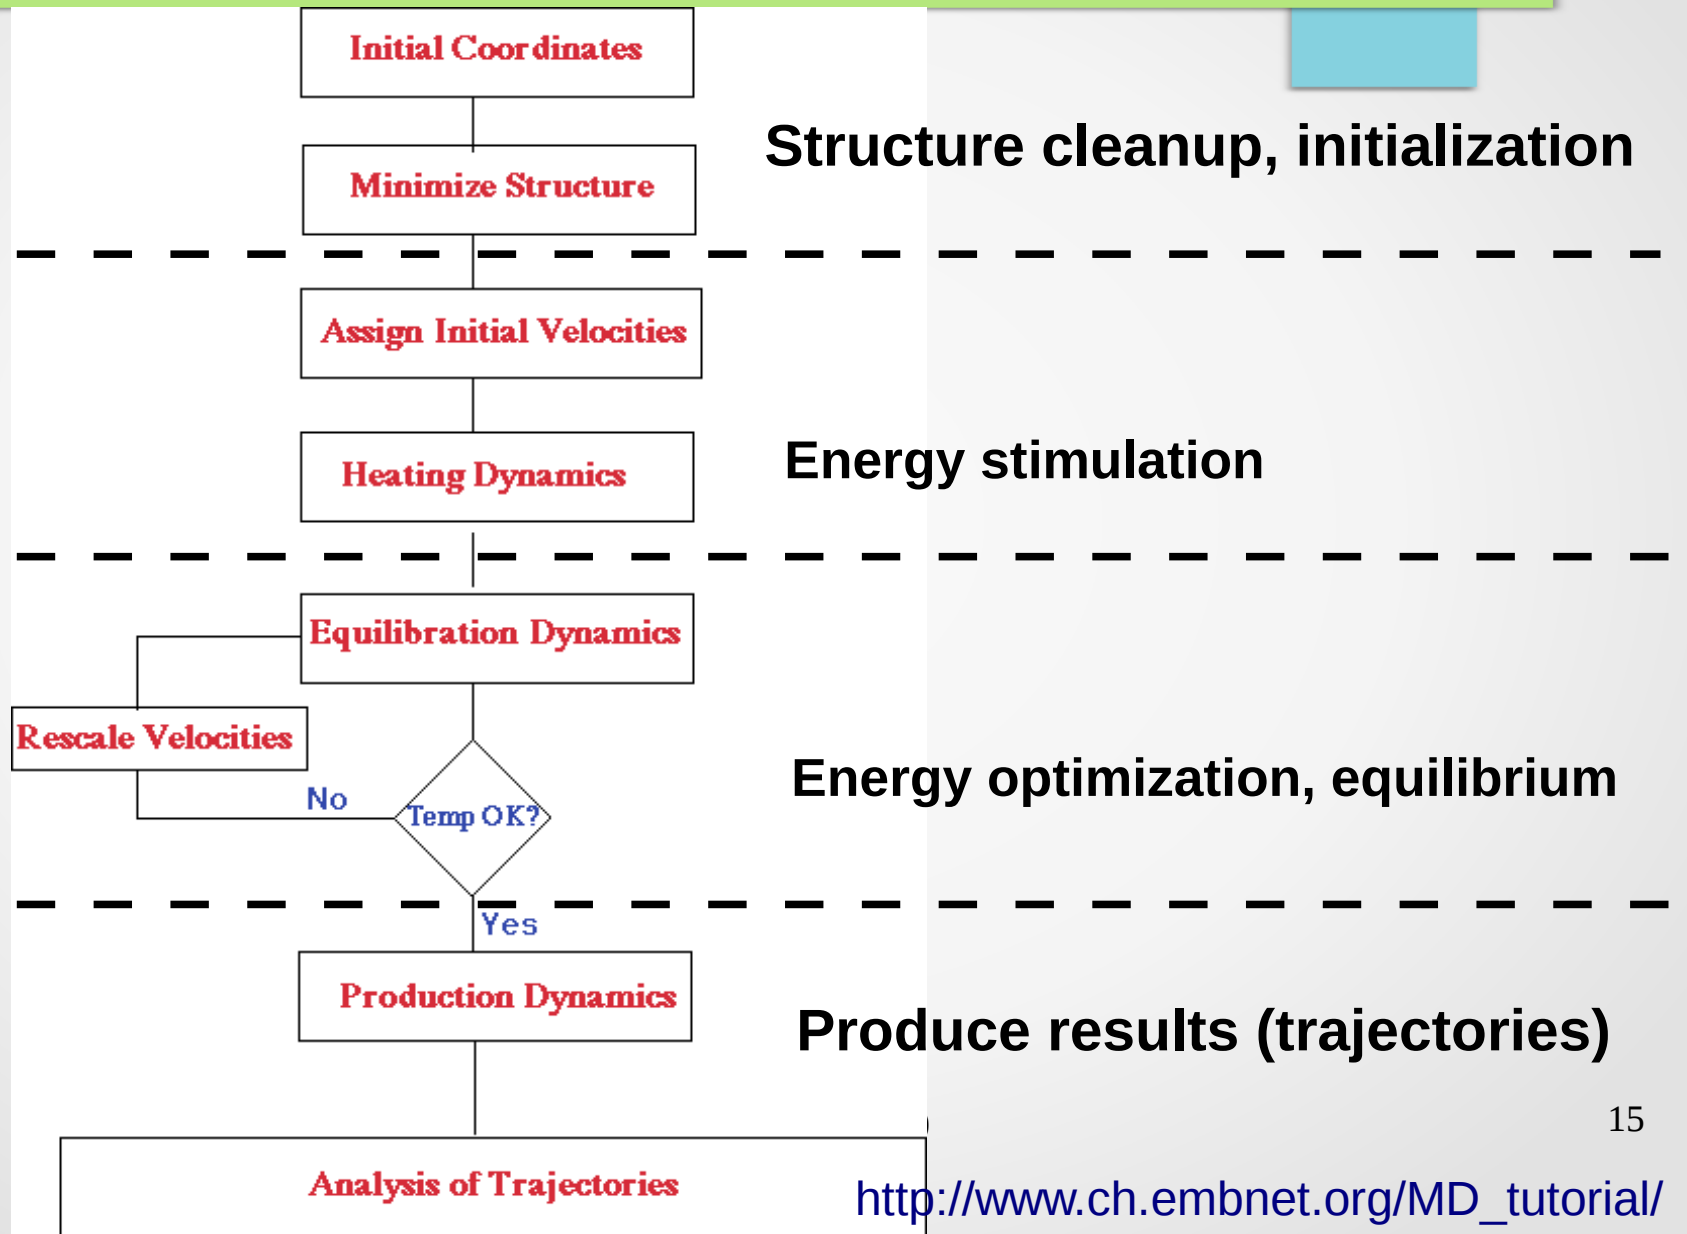 Initial Coordinates
Structure cleanup, initialization
Minimize Structure
Assign Initial Velocities
Energy stimulation
Heating Dynamics
Equilibration Dynamics
Rescale Velocities
Energy optimization, equilibrium
No
Temp OK?
Yes
Production Dynamics
Produce results (trajectories)
15
Analysis of Trajectories
http://www.ch.embnet.org/MD_tutorial/